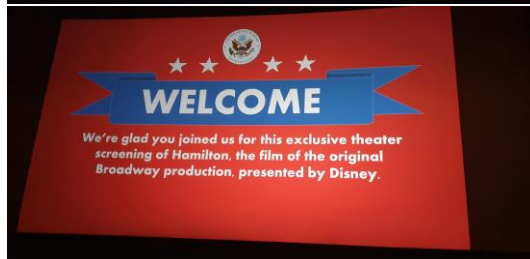 WELCOME
We're glad you joined us for this exclusive theater
screening of Hamilton, the film of the original
Broadway production, presented by Disney.